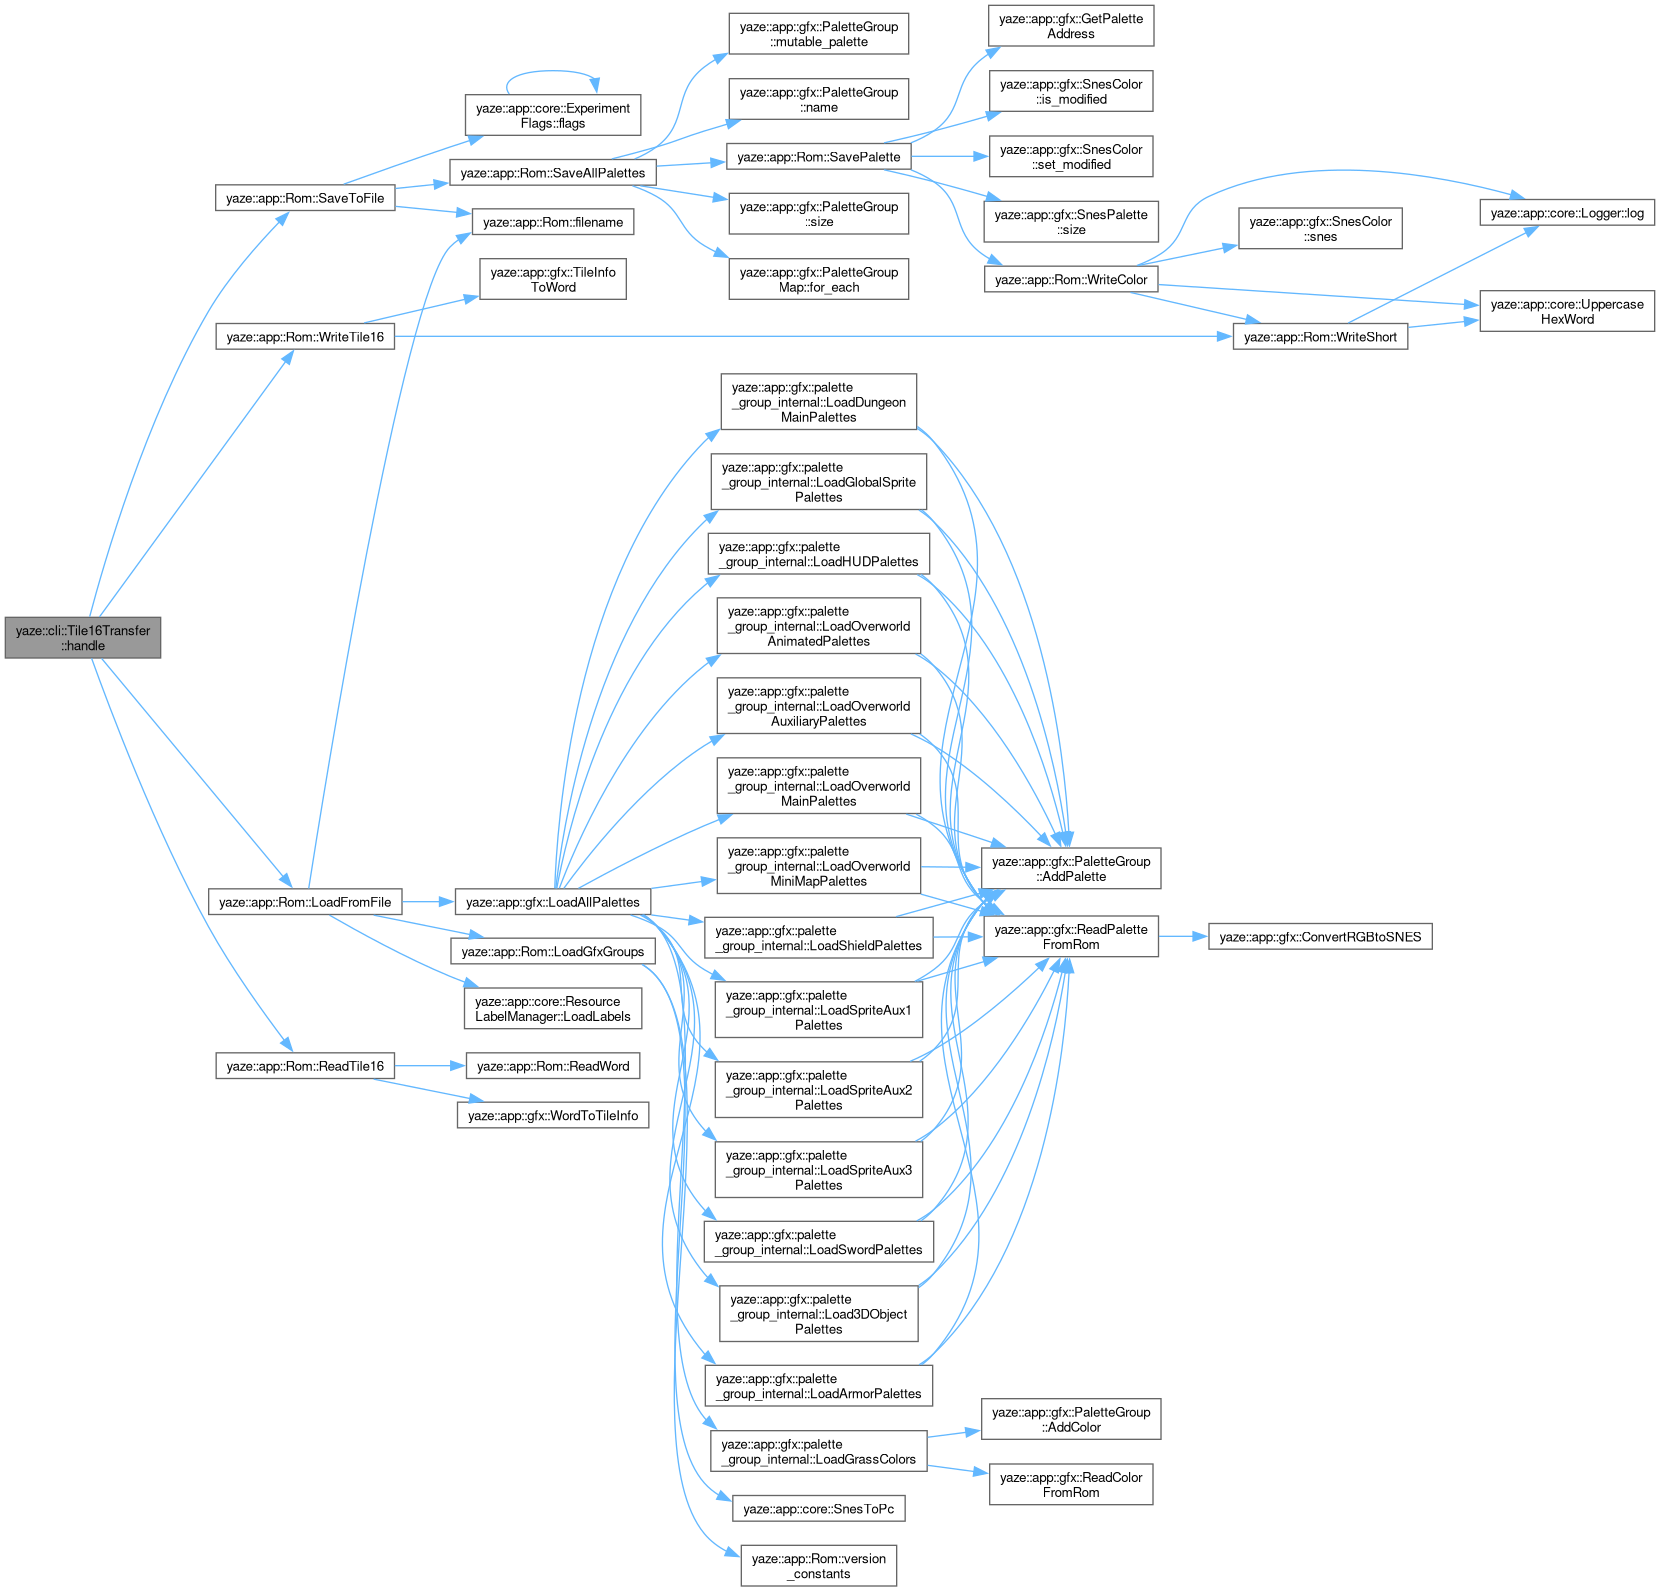 yaze::cli::Tile16Transfer
::handle
yaze::app::Rom::SaveToFile
yaze::app::core::Experiment
Flags::flags
yaze::app::Rom::SaveAllPalettes
yaze::app::Rom::filename
yaze::app::gfx::PaletteGroup
::mutable_palette
yaze::app::gfx::PaletteGroup
::name
yaze::app::Rom::SavePalette
yaze::app::gfx::PaletteGroup
::size
yaze::app::gfx::PaletteGroup
Map::for_each
yaze::app::gfx::GetPalette
Address
yaze::app::gfx::SnesColor
::is_modified
yaze::app::gfx::SnesColor
::set_modified
yaze::app::gfx::SnesPalette
::size
yaze::app::Rom::WriteColor
yaze::app::gfx::SnesColor
::snes
yaze::app::core::Logger::log
yaze::app::core::Uppercase
HexWord
yaze::app::Rom::WriteShort
yaze::app::gfx::TileInfo
ToWord
yaze::app::Rom::WriteTile16
yaze::app::Rom::LoadFromFile
yaze::app::gfx::LoadAllPalettes
yaze::app::Rom::LoadGfxGroups
yaze::app::core::Resource
LabelManager::LoadLabels
yaze::app::Rom::ReadTile16
yaze::app::Rom::ReadWord
yaze::app::gfx::WordToTileInfo
yaze::app::gfx::palette
_group_internal::LoadDungeon
MainPalettes
yaze::app::gfx::palette
_group_internal::LoadGlobalSprite
Palettes
yaze::app::gfx::palette
_group_internal::LoadHUDPalettes
yaze::app::gfx::palette
_group_internal::LoadOverworld
AnimatedPalettes
yaze::app::gfx::palette
_group_internal::LoadOverworld
AuxiliaryPalettes
yaze::app::gfx::palette
_group_internal::LoadOverworld
MainPalettes
yaze::app::gfx::palette
_group_internal::LoadOverworld
MiniMapPalettes
yaze::app::gfx::palette
_group_internal::LoadShieldPalettes
yaze::app::gfx::palette
_group_internal::LoadSpriteAux1
Palettes
yaze::app::gfx::palette
_group_internal::LoadSpriteAux2
Palettes
yaze::app::gfx::palette
_group_internal::LoadSpriteAux3
Palettes
yaze::app::gfx::palette
_group_internal::LoadSwordPalettes
yaze::app::gfx::palette
_group_internal::Load3DObject
Palettes
yaze::app::gfx::palette
_group_internal::LoadArmorPalettes
yaze::app::gfx::palette
_group_internal::LoadGrassColors
yaze::app::core::SnesToPc
yaze::app::Rom::version
_constants
yaze::app::gfx::PaletteGroup
::AddPalette
yaze::app::gfx::ReadPalette
FromRom
yaze::app::gfx::ConvertRGBtoSNES
yaze::app::gfx::PaletteGroup
::AddColor
yaze::app::gfx::ReadColor
FromRom